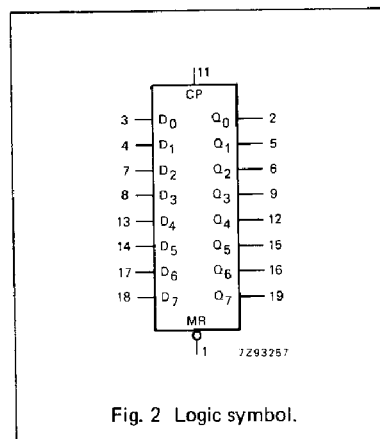 11
CP
3 D0 Q0 2
4 D1 Q1 5
7 D2 Q2 6
8 D3 Q3 9
13 D4 Q4 12
14 D5 Q5 15
17 D6 Q6 16
18 D7 Q7 19
MR
1
7Z93267
Fig. 2 Logic symbol.